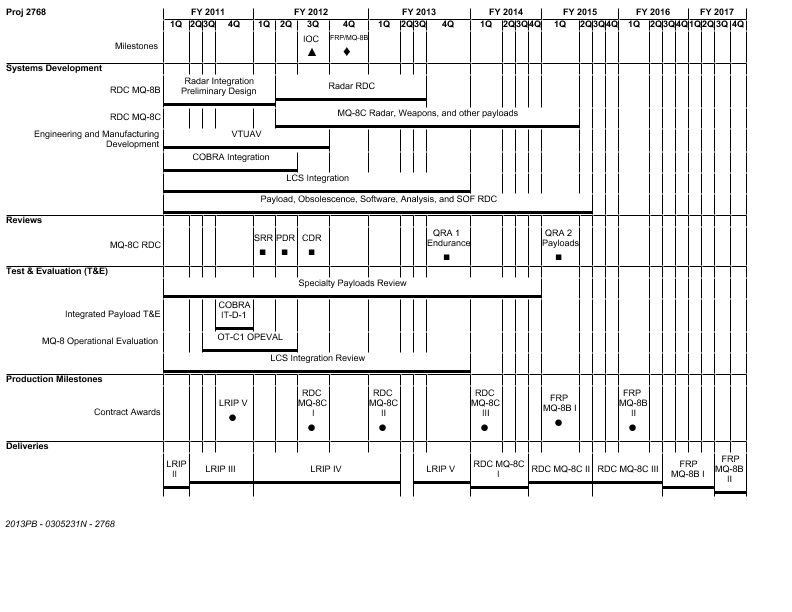 Proj 2768
FY 2011 FY 2012 FY 2013 FY 2014 FY 2015 FY 2016 FY 2017
1Q 2Q 3Q 4Q 1Q 2Q 3Q 4Q 1Q 2Q 3Q 4Q 1Q 2Q 3Q 4Q 1Q 2Q 3Q 4Q 1Q 2Q 3Q 4Q 1Q 2Q 3Q 4Q
Milestones
IOC
FRP/MQ-8B
Systems Development
RDC MQ-8B
Radar Integration
Preliminary Design
Radar RDC
RDC MQ-8C
MQ-8C Radar, Weapons, and other payloads
Engineering and Manufacturing
Development
VTUAV
COBRA Integration
LCS Integration
Payload, Obsolescence, Software, Analysis, and SOF RDC
Reviews
MQ-8C RDC
SRR
PDR
CDR
QRA 1
Endurance
QRA 2
Payloads
Test & Evaluation (T&E)
Specialty Payloads Review
Integrated Payload T&E
COBRA
IT-D-1
MQ-8 Operational Evaluation
OT-C1 OPEVAL
LCS Integration Review
Production Milestones
Contract Awards
LRIP V
RDC
MQ-8C
I
RDC
MQ-8C
II
RDC
MQ-8C
III
FRP
MQ-8B I
FRP
MQ-8B
II
Deliveries
LRIP
II
LRIP III
LRIP IV
LRIP V
RDC MQ-8C
I
RDC MQ-8C II
RDC MQ-8C III
FRP
MQ-8B I
FRP
MQ-8B
II
2013PB - 0305231N - 2768